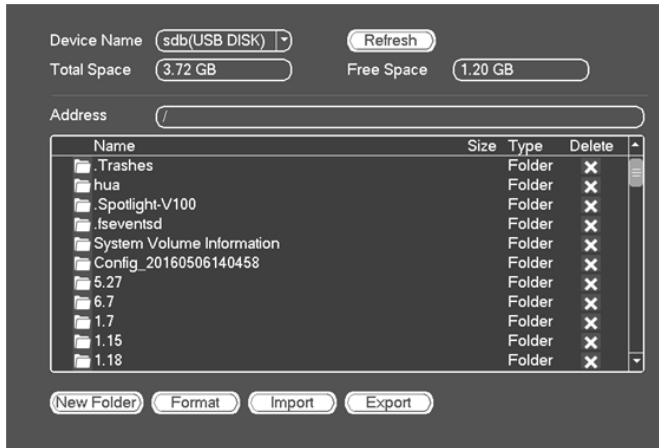 Device Name sdb(USB DISK) Refresh
Total Space 3.72 GB Free Space 1.20 GB
Address /
Name Size Type Delete
.Trashes Folder
hua Folder
.Spotlight-V100 Folder
.fseventsd Folder
System Volume Information Folder
Config_20160506140458 Folder
5.27 Folder
6.7 Folder
1.7 Folder
1.15 Folder
1.18 Folder
New Folder Format Import Export